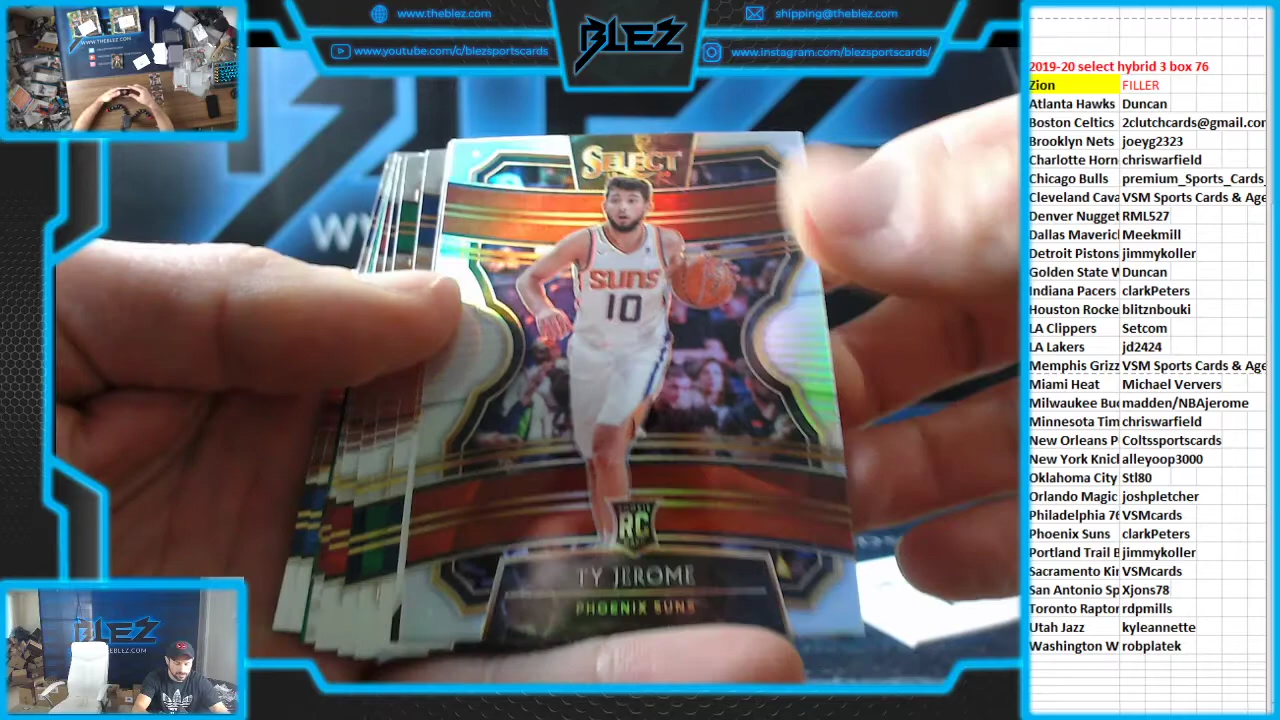 www.theblez.com
shipping@theblez.com
www.youtube.com/c/blezsportscards
www.instagram.com/blezsportscards/
BLEZ
SELECT
SUNS
10
RC
TY JEROME
PHOENIX SUNS
BLEZ
2019-20 select hybrid 3 box 76
Zion FILLER
Atlanta Hawks Duncan
Boston Celtics 2clutchcards@gmail.cor
Brooklyn Nets joeyg2323
Charlotte Horn chriswarfield
Chicago Bulls premium_Sports_Cards_
Cleveland Cava VSM Sports Cards & Age
Denver Nugget RML527
Dallas Maveric Meekmill
Detroit Pistons jimmykoller
Golden State W Duncan
Indiana Pacers clarkPeters
Houston Rocke blitznbouki
LA Clippers Setcom
LA Lakers jd2424
Memphis Grizz VSM Sports Cards & Age
Miami Heat Michael Ververs
Milwaukee Buc madden/NBAjerome
Minnesota Tim chriswarfield
New Orleans P Coltssportscards
New York Knicl alleyoop3000
Oklahoma City Stl80
Orlando Magic joshpletcher
Philadelphia 76 VSMcards
Phoenix Suns clarkPeters
Portland Trail B jimmykoller
Sacramento Kir VSMcards
San Antonio Sp Xjons78
Toronto Raptor rdpmills
Utah Jazz kyleannette
Washington W robplatek